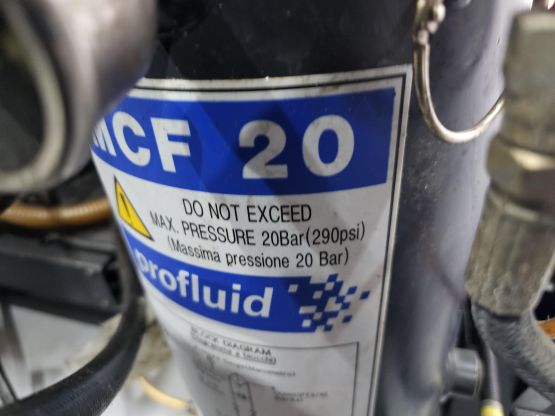 MCF 20
DO NOT EXCEED
MAX. PRESSURE 20Bar(290psi)
(Massima pressione 20 Bar)
profluid
BLOCK DIAGRAM